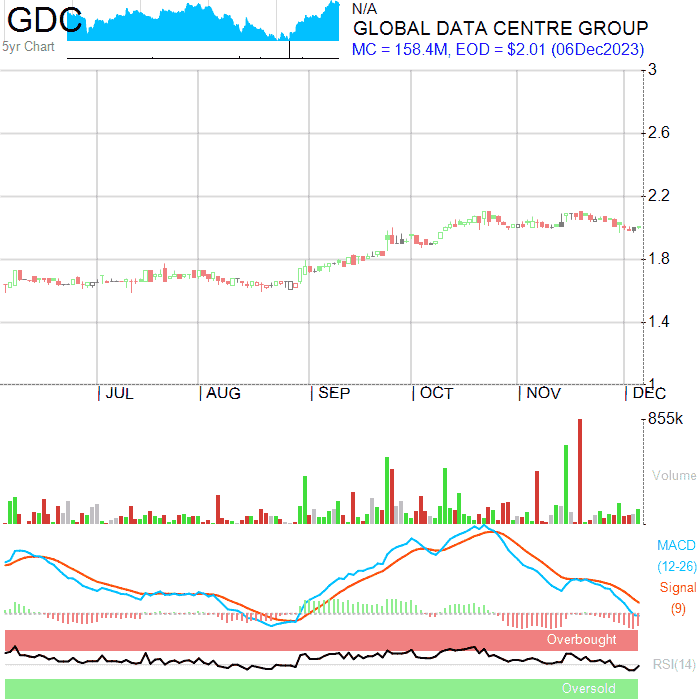 GDC
5yr Chart
N/A
GLOBAL DATA CENTRE GROUP
MC = 158.4M, EOD = $2.01 (06Dec2023)
3
2.6
2.2
1.8
1.4
1
JUL
AUG
SEP
OCT
NOV
DEC
855k
Volume
MACD
(12-26)
Signal
(9)
Overbought
RSI(14)
Oversold